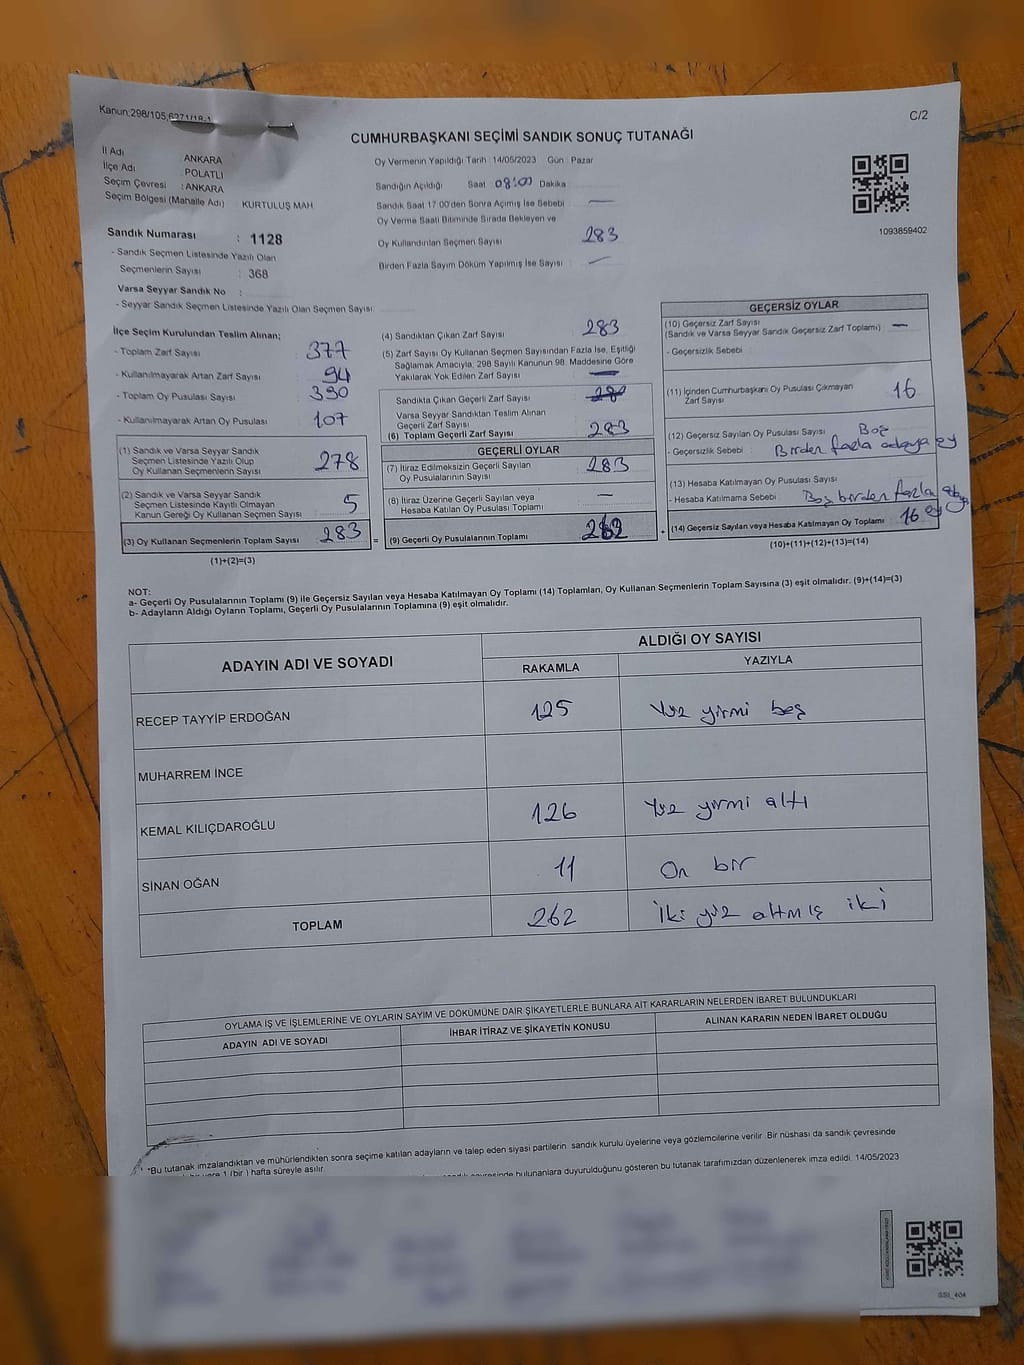 Kanun;298/105,6271/18-1
C/2
CUMHURBAŞKANI SEÇİMİ SANDIK SONUÇ TUTANAĞI
İl Adı ANKARA
İlçe Adı POLATLI
Seçim Çevresi : ANKARA
Seçim Bölgesi (Mahalle Adı) KURTULUŞ MAH
Oy Vermenin Yapıldığı Tarih : 14/05/2023 Gün : Pazar
Sandığın Açıldığı Saat 08:00 Dakika
Sandık Saat 17:00'den Sonra Açımış İse Sebebi —
Oy Verme Saati Bitiminde Sırada Bekleyen ve
Oy Kullandırılan Seçmen Sayısı 283
Birden Fazla Sayım Döküm Yapılmış İse Sayısı : —
1093859402
Sandık Numarası : 1128
- Sandık Seçmen Listesinde Yazılı Olan
Seçmenlerin Sayısı : 368
Varsa Seyyar Sandık No :
- Seyyar Sandık Seçmen Listesinde Yazılı Olan Seçmen Sayısı:
İlçe Seçim Kurulundan Teslim Alınan;
- Toplam Zarf Sayısı : 377
- Kullanılmayarak Artan Zarf Sayısı : 94
- Toplam Oy Pusulası Sayısı : 390
- Kullanılmayarak Artan Oy Pusulası : 107
(1) Sandık ve Varsa Seyyar Sandık
Seçmen Listesinde Yazılı Olup
Oy Kullanan Seçmenlerin Sayısı 278
(2) Sandık ve Varsa Seyyar Sandık
Seçmen Listesinde Kayıtlı Olmayan
Kanun Gereği Oy Kullanan Seçmen Sayısı 5
(3) Oy Kullanan Seçmenlerin Toplam Sayısı 283 =
(1)+(2)=(3)
(4) Sandıktan Çıkan Zarf Sayısı : 283
(5) Zarf Sayısı Oy Kullanan Seçmen Sayısından Fazla İse, Eşitliği
Sağlamak Amacıyla, 298 Sayılı Kanunun 98. Maddesine Göre
Yakılarak Yok Edilen Zarf Sayısı : —
Sandıkta Çıkan Geçerli Zarf Sayısı :
Varsa Seyyar Sandıktan Teslim Alınan
Geçerli Zarf Sayısı :
(6) Toplam Geçerli Zarf Sayısı : 283
GEÇERLİ OYLAR
(7) İtiraz Edilmeksizin Geçerli Sayılan
Oy Pusulalarının Sayısı : 283
(8) İtiraz Üzerine Geçerli Sayılan veya
Hesaba Katılan Oy Pusulası Toplamı : —
(9) Geçerli Oy Pusulalarının Toplamı : +
GEÇERSİZ OYLAR
(10) Geçersiz Zarf Sayısı
(Sandık ve Varsa Seyyar Sandık Geçersiz Zarf Toplamı) : —
- Geçersizlik Sebebi :
(11) İçinden Cumhurbaşkanı Oy Pusulası Çıkmayan
Zarf Sayısı : 16
(12) Geçersiz Sayılan Oy Pusulası Sayısı : Boş
- Geçersizlik Sebebi : Birden fazla adaya oy
(13) Hesaba Katılmayan Oy Pusulası Sayısı :
- Hesaba Katılmama Sebebi : Boş birden fazla adaya
oy
(14) Geçersiz Sayılan veya Hesaba Katılmayan Oy Toplamı : 16
(10)+(11)+(12)+(13)=(14)
NOT:
a- Geçerli Oy Pusulalarının Toplamı (9) ile Geçersiz Sayılan veya Hesaba Katılmayan Oy Toplamı (14) Toplamları, Oy Kullanan Seçmenlerin Toplam Sayısına (3) eşit olmalıdır. (9)+(14)=(3)
b- Adayların Aldığı Oyların Toplamı, Geçerli Oy Pusulalarının Toplamına (9) eşit olmalıdır.
ADAYIN ADI VE SOYADI
ALDIĞI OY SAYISI
RAKAMLA YAZIYLA
RECEP TAYYİP ERDOĞAN 125 Yüz yirmi beş
MUHARREM İNCE
KEMAL KILIÇDAROĞLU 126 Yüz yirmi altı
SİNAN OĞAN 11 On bir
TOPLAM 262 İki yüz altmış iki
OYLAMA İŞ VE İŞLEMLERİNE VE OYLARIN SAYIM VE DÖKÜMÜNE DAİR ŞİKAYETLERLE BUNLARA AİT KARARLARIN NELERDEN İBARET BULUNDUKLARI
ADAYIN ADI VE SOYADI İHBAR İTİRAZ VE ŞİKAYETİN KONUSU ALINAN KARARIN NEDEN İBARET OLDUĞU
*Bu tutanak imzalandıktan ve mühürlendikten sonra seçime katılan adayların ve talep eden siyasi partilerin sandık kurulu üyelerine veya gözlemcilerine verilir. Bir nüshası da sandık çevresinde
1 (bir) hafta süreyle asılır.
bulunanlara duyurulduğunu gösteren bu tutanak tarafımızdan düzenlenerek imza edildi. 14/05/2023
SSI_404